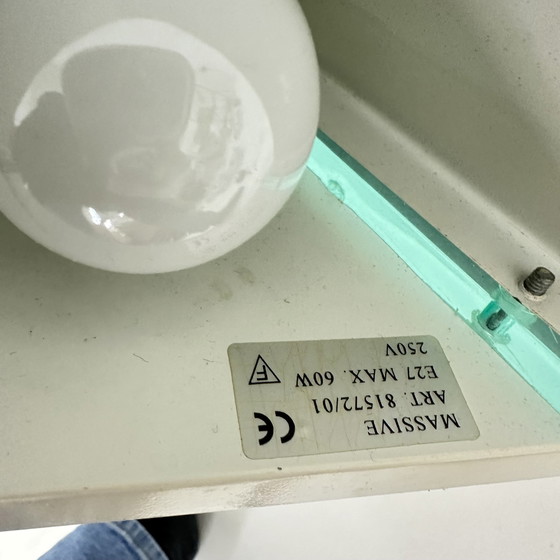 MASSIVE
ART. 81572/01
E27 MAX. 60W
250V
CE
F